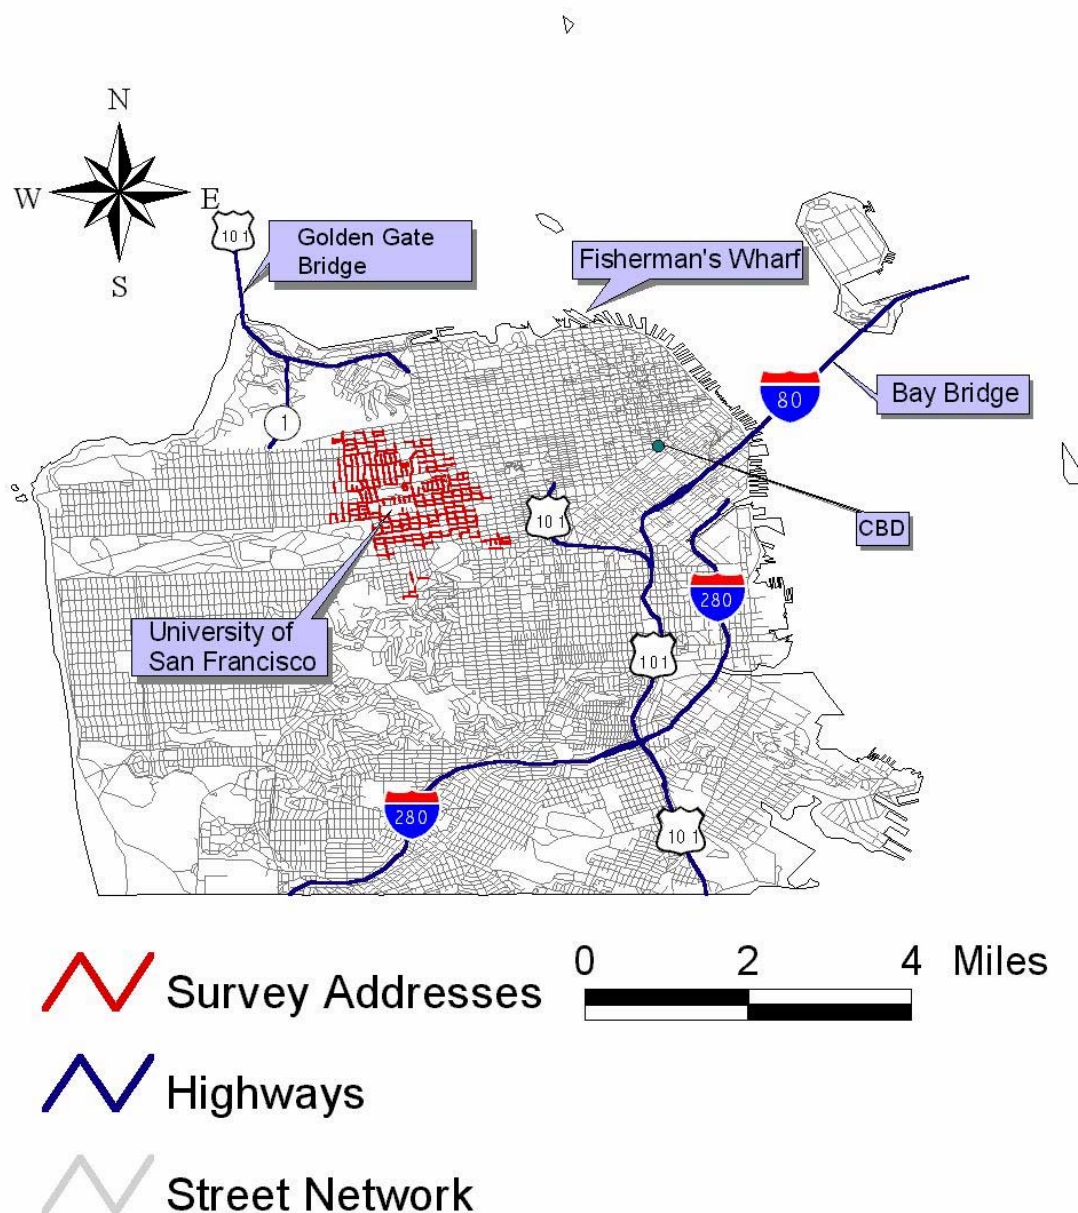 N
W
E
S
101
Golden Gate
Bridge
Fisherman's Wharf
80
Bay Bridge
1
101
CBD
280
University of
San Francisco
101
280
101
0 2 4 Miles
Survey Addresses
Highways
Street Network